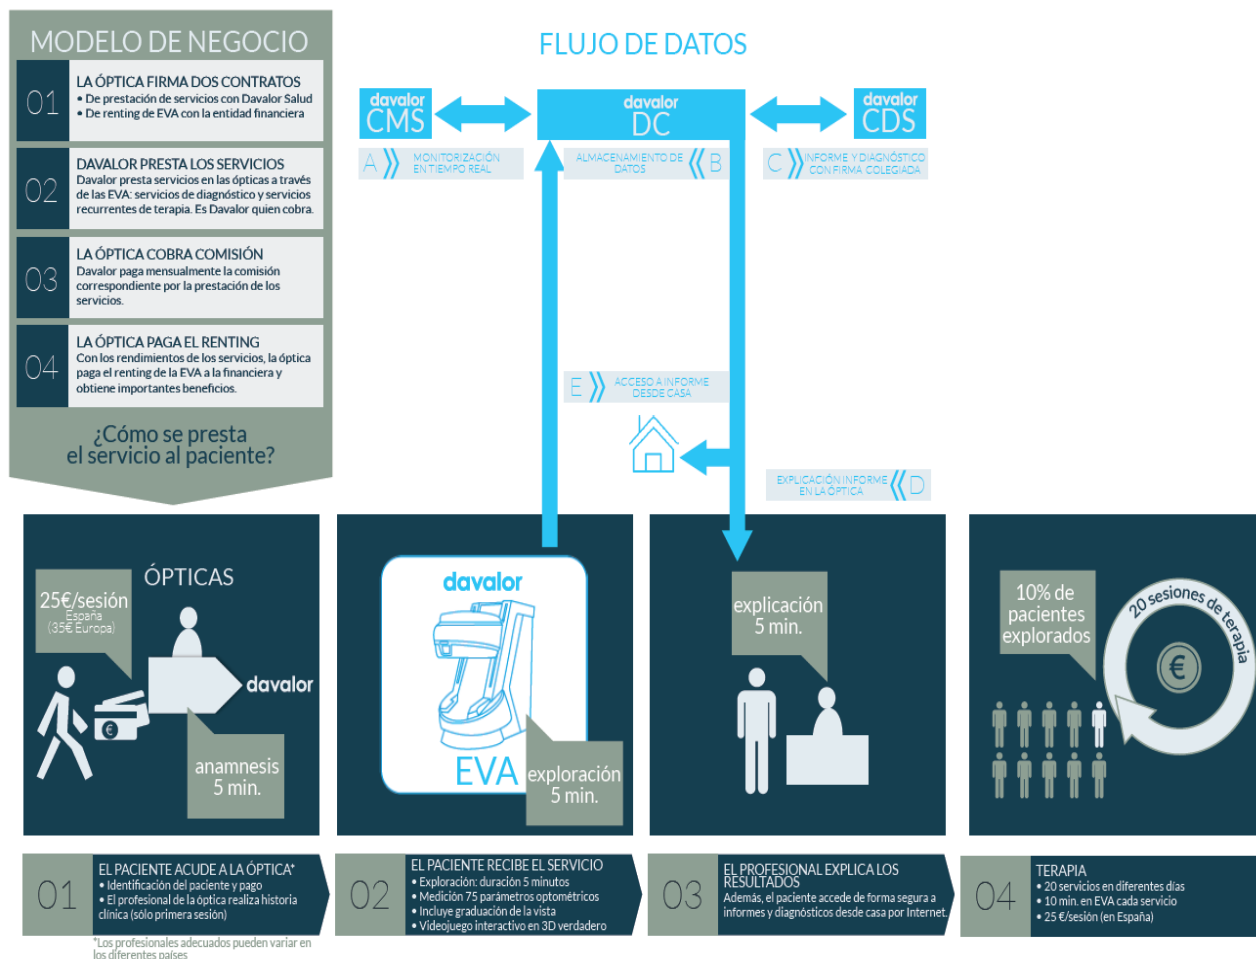 MODELO DE NEGOCIO
01
LA ÓPTICA FIRMA DOS CONTRATOS
• De prestación de servicios con Davalor Salud
• De renting de EVA con la entidad financiera
02
DAVALOR PRESTA LOS SERVICIOS
Davalor presta servicios en las ópticas a través
de las EVA: servicios de diagnóstico y servicios
recurrentes de terapia. Es Davalor quien cobra.
03
LA ÓPTICA COBRA COMISIÓN
Davalor paga mensualmente la comisión
correspondiente por la prestación de los
servicios.
04
LA ÓPTICA PAGA EL RENTING
Con los rendimientos de los servicios, la óptica
paga el renting de la EVA a la financiera y
obtiene importantes beneficios.
¿Cómo se presta
el servicio al paciente?
FLUJO DE DATOS
davalor
CMS
davalor
DC
davalor
CDS
A
MONITORIZACIÓN
EN TIEMPO REAL
ALMACENAMIENTO DE
DATOS
B
C
INFORME Y DIAGNÓSTICO
CON FIRMA COLEGIADA
E
ACCESO A INFORME
DESDE CASA
EXPLICACIÓN INFORME
EN LA ÓPTICA
D
ÓPTICAS
25€/sesión
España
(35€ Europa)
davalor
€
anamnesis
5 min.
davalor
EVA
exploración
5 min.
explicación
5 min.
10% de
pacientes
explorados
20 sesiones de terapia
€
01
EL PACIENTE ACUDE A LA ÓPTICA*
• Identificación del paciente y pago
• El profesional de la óptica realiza historia
clínica (sólo primera sesión)
*Los profesionales adecuados pueden variar en
los diferentes países
02
EL PACIENTE RECIBE EL SERVICIO
• Exploración: duración 5 minutos
• Medición 75 parámetros optométricos
• Incluye graduación de la vista
• Videojuego interactivo en 3D verdadero
03
EL PROFESIONAL EXPLICA LOS
RESULTADOS
Además, el paciente accede de forma segura a
informes y diagnósticos desde casa por Internet.
04
TERAPIA
• 20 servicios en diferentes días
• 10 min. en EVA cada servicio
• 25 €/sesión (en España)